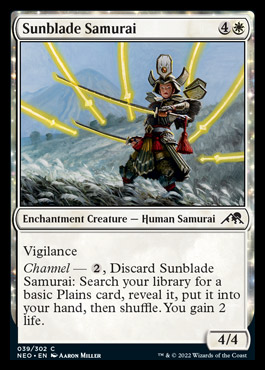 Sunblade Samurai 4
Enchantment Creature — Human Samurai
Vigilance
Channel — 2, Discard Sunblade
Samurai: Search your library for a
basic Plains card, reveal it, put it into
your hand, then shuffle. You gain 2
life.
4/4
039/302 C
NEO • EN Aaron Miller
™ & © 2022 Wizards of the Coast